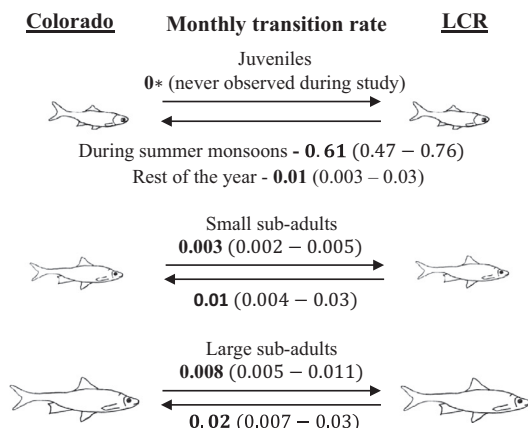 Colorado Monthly transition rate LCR
Juveniles
0* (never observed during study)
During summer monsoons - 0.61 (0.47 – 0.76)
Rest of the year - 0.01 (0.003 – 0.03)
Small sub-adults
0.003 (0.002 – 0.005)
0.01 (0.004 – 0.03)
Large sub-adults
0.008 (0.005 – 0.011)
0.02 (0.007 – 0.03)